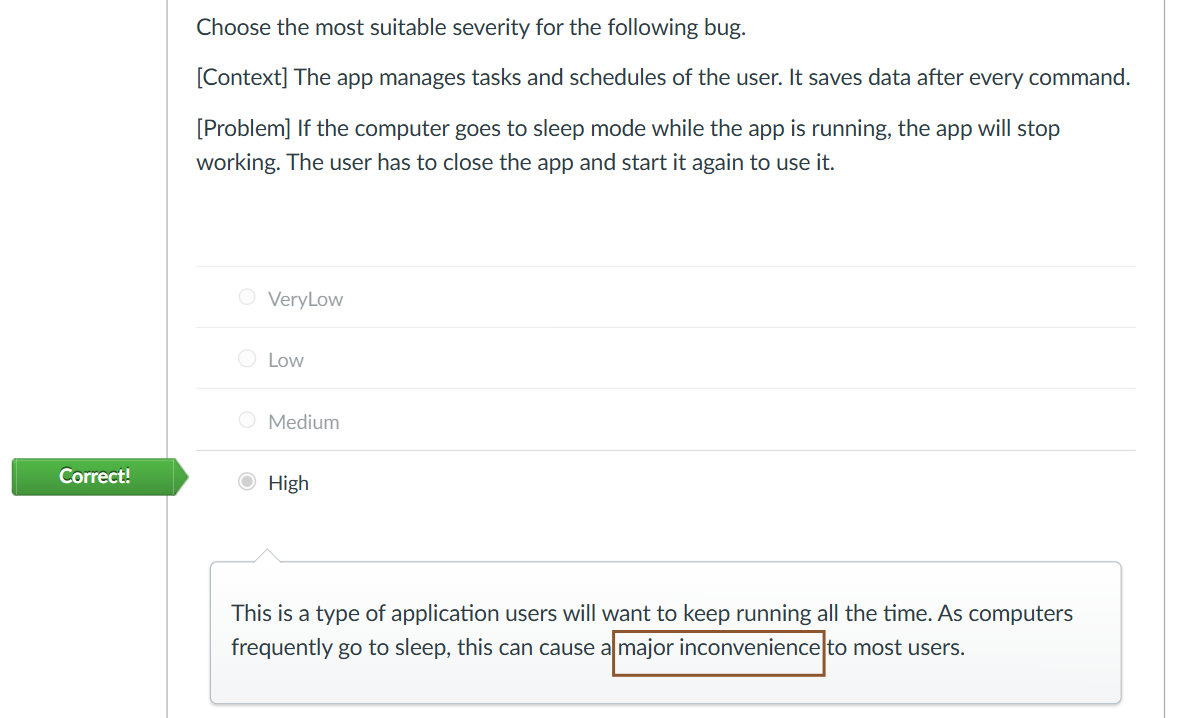 Choose the most suitable severity for the following bug.
[Context] The app manages tasks and schedules of the user. It saves data after every command.
[Problem] If the computer goes to sleep mode while the app is running, the app will stop
working. The user has to close the app and start it again to use it.
VeryLow
Low
Medium
Correct!
High
This is a type of application users will want to keep running all the time. As computers
frequently go to sleep, this can cause a major inconvenience to most users.